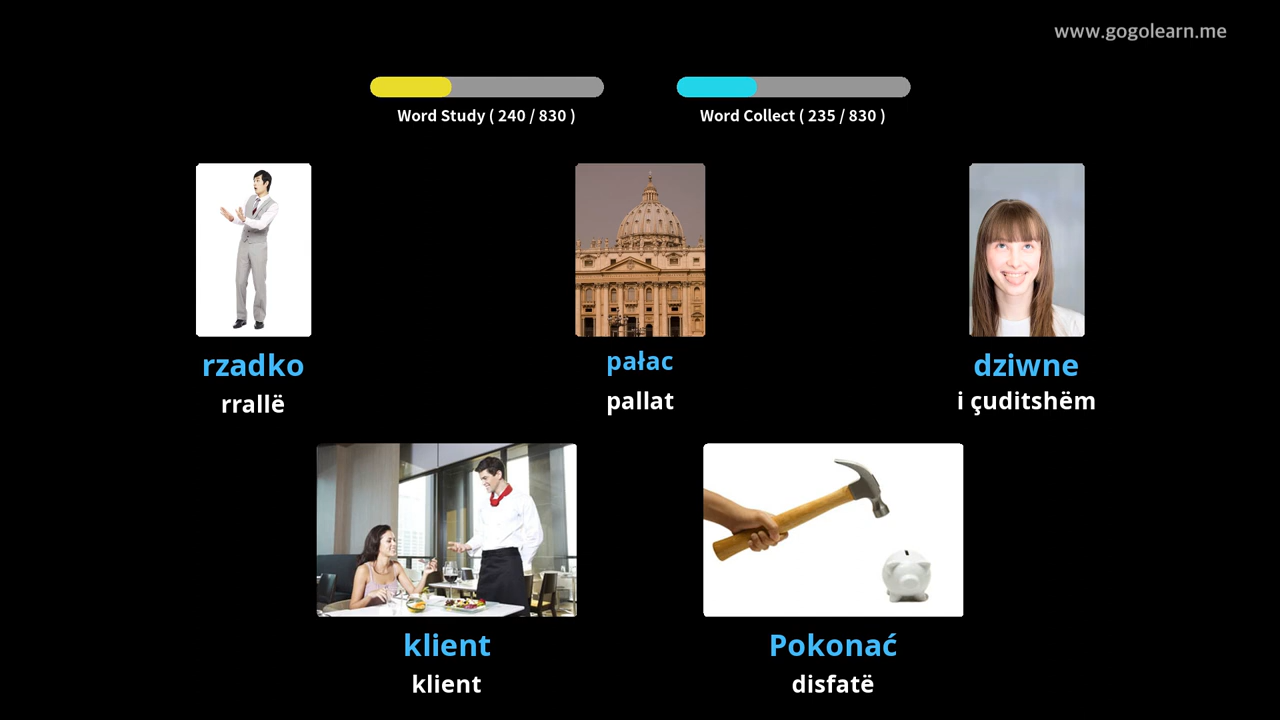 www.gogolearn.me
Word Study ( 240 / 830 )
Word Collect ( 235 / 830 )
rzadko
rrallë
pałac
pallat
dziwne
i çuditshëm
klient
klient
Pokonać
disfatë